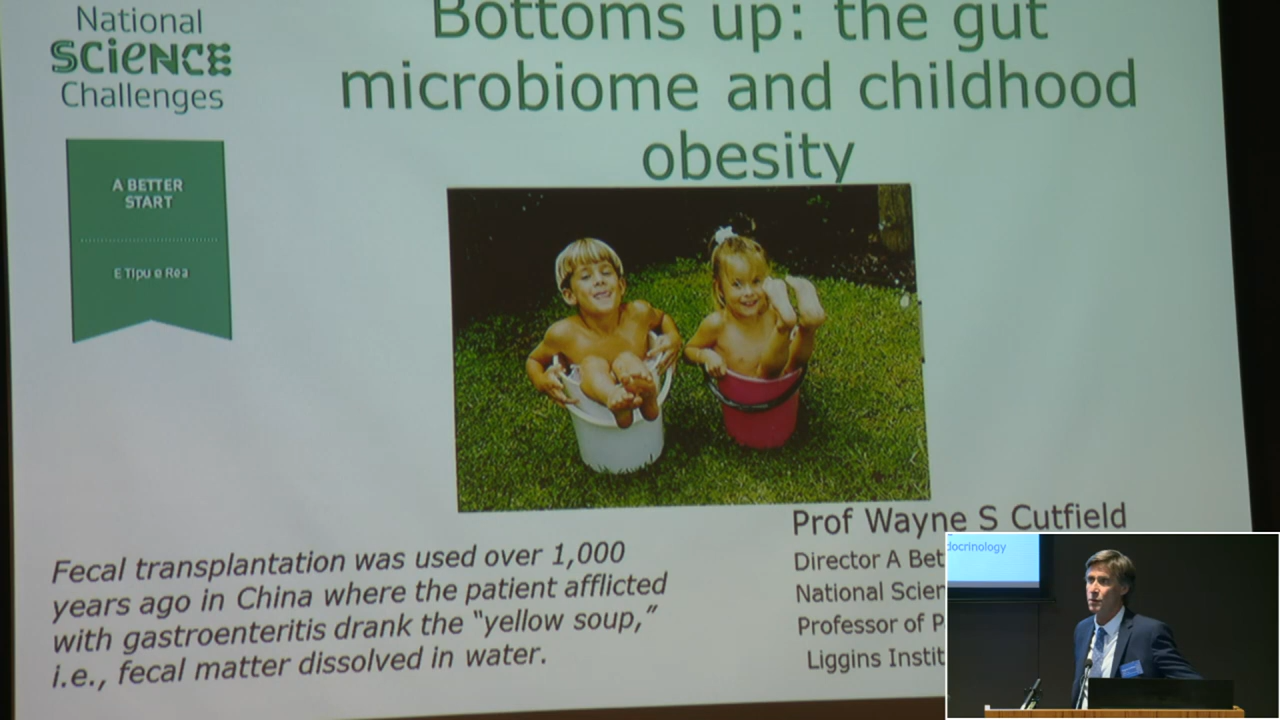 National
SCiENCE
Challenges
A BETTER
START
E Tipu e Rea
Bottoms up: the gut
microbiome and childhood
obesity
Fecal transplantation was used over 1,000
years ago in China where the patient afflicted
with gastroenteritis drank the “yellow soup,”
i.e., fecal matter dissolved in water.
Prof Wayne S Cutfield
Director A Bet
National Scien
Professor of P
Liggins Instit
docrinology